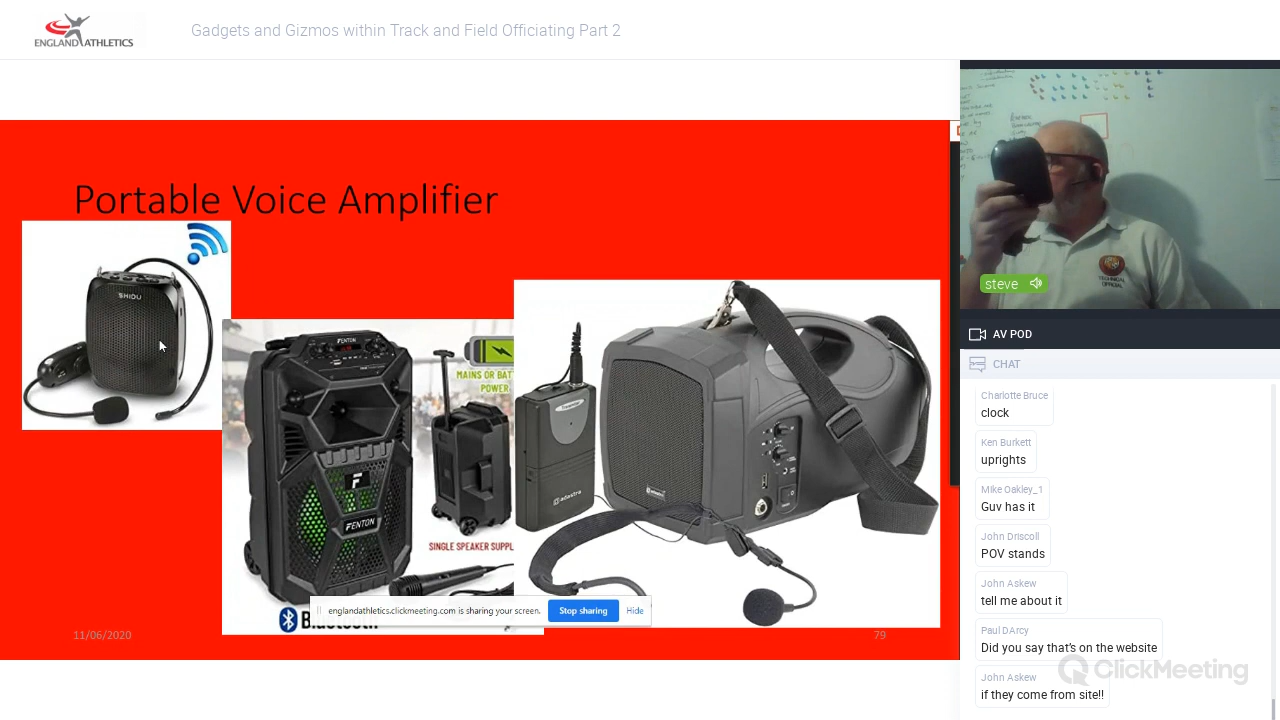 ENGLAND ATHLETICS
Gadgets and Gizmos within Track and Field Officiating Part 2
Portable Voice Amplifier
SHIDU
FENTON
MAINS OR BAT
POWER
F
FENTON
SINGLE SPEAKER SUPPL
Bluetooth
adastra
englandathletics.clickmeeting.com is sharing your screen.
Stop sharing
Hide
11/06/2020
79
TECHNICAL
OFFICIAL
steve
AV POD
CHAT
Charlotte Bruce
clock
Ken Burkett
uprights
Mike Oakley_1
Guv has it
John Driscoll
POV stands
John Askew
tell me about it
Paul DArcy
Did you say that's on the website
John Askew
if they come from site!!
ClickMeeting